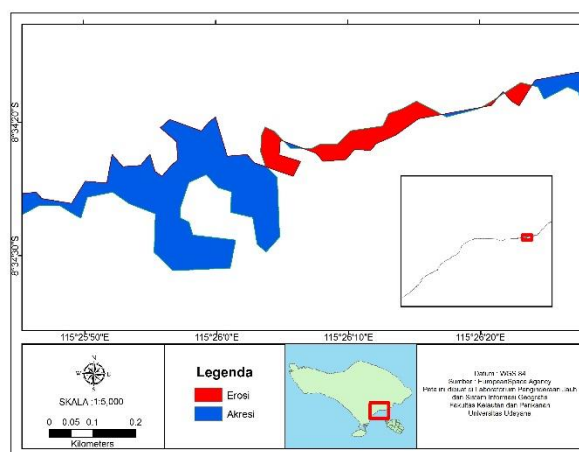 8°34'20"S
8°34'30"S
115°25'50"E
115°26'0"E
115°26'10"E
115°26'20"E
N
W
E
S
SKALA :1:5,000
0 0.05 0.1 0.2
Kilometers
Legenda
Erosi
Akresi
Datum : WGS 84
Sumber : EuropeanSpace Agency
Peta ini dibuat di Laboratorium Penginderaan Jauh
dan Sistem Informasi Geografis
Fakultas Kelautan dan Perikanan
Universitas Udayana